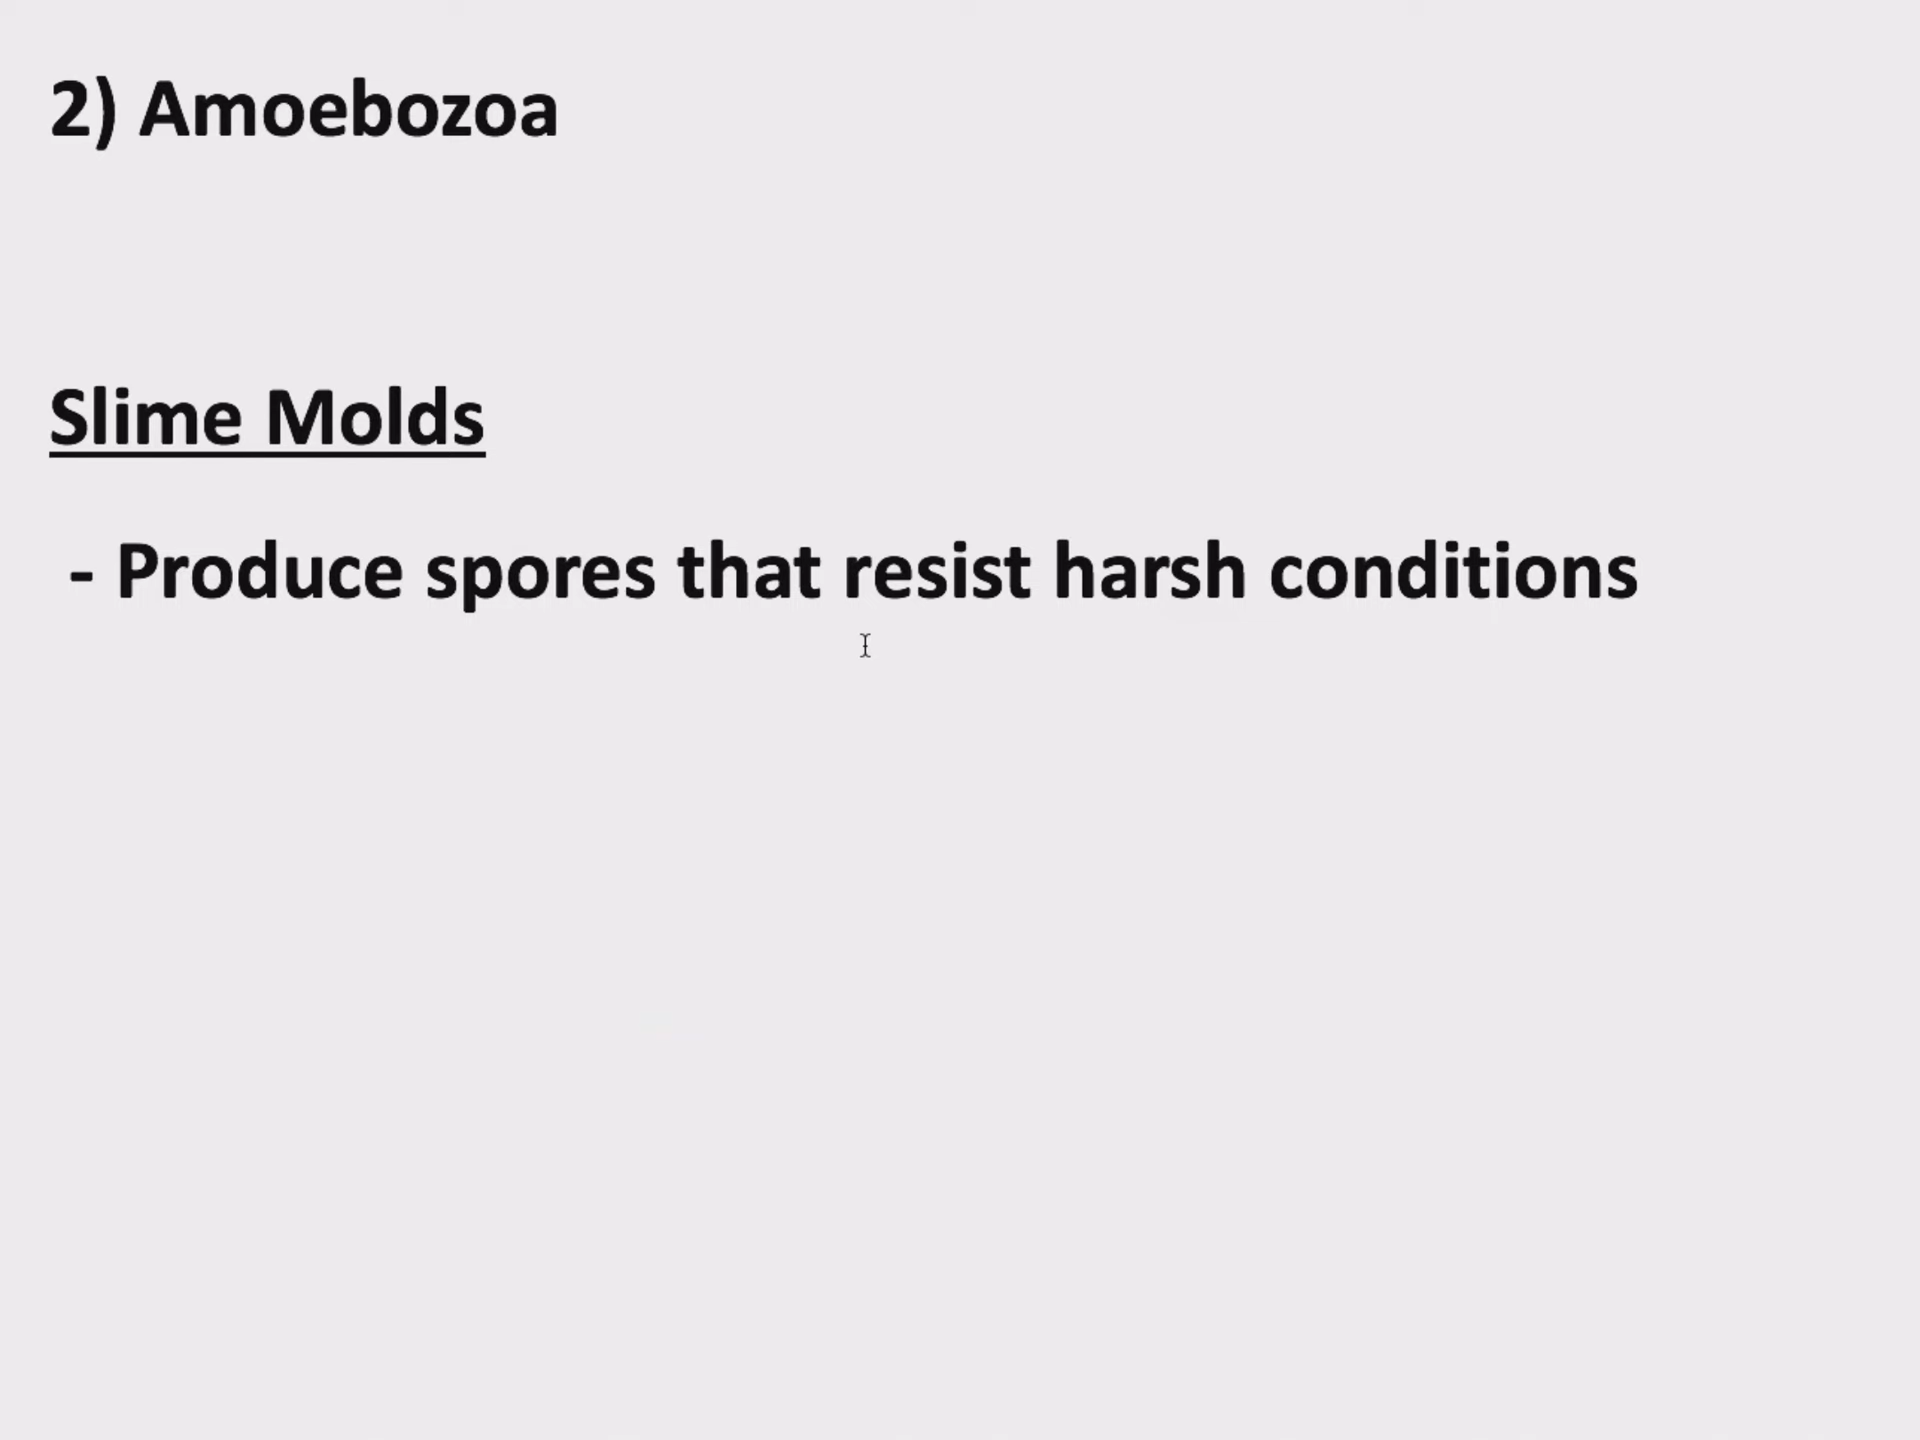 2) Amoebozoa
Slime Molds
- Produce spores that resist harsh conditions